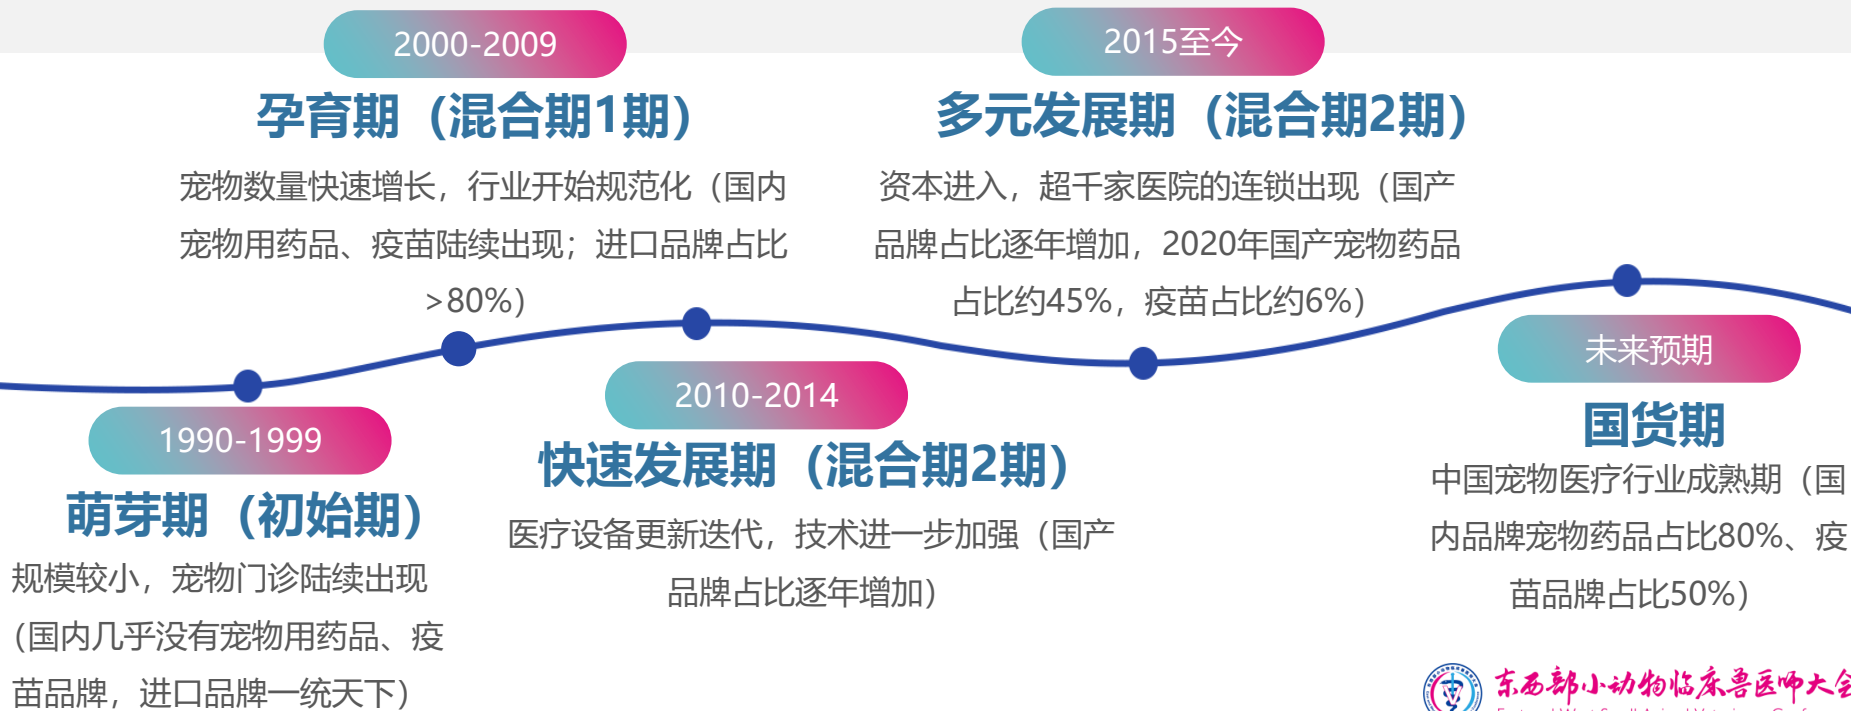 2000-2009
孕育期（混合期1期）
宠物数量快速增长，行业开始规范化（国内
宠物用药品、疫苗陆续出现；进口品牌占比
>80%）
2015至今
多元发展期（混合期2期）
资本进入，超千家医院的连锁出现（国产
品牌占比逐年增加，2020年国产宠物药品
占比约45%，疫苗占比约6%）
1990-1999
萌芽期（初始期）
规模较小，宠物门诊陆续出现
（国内几乎没有宠物用药品、疫
苗品牌，进口品牌一统天下）
2010-2014
快速发展期（混合期2期）
医疗设备更新迭代，技术进一步加强（国产
品牌占比逐年增加）
未来预期
国货期
中国宠物医疗行业成熟期（国
内品牌宠物药品占比80%、疫
苗品牌占比50%）
东西部小动物临床兽医师大会